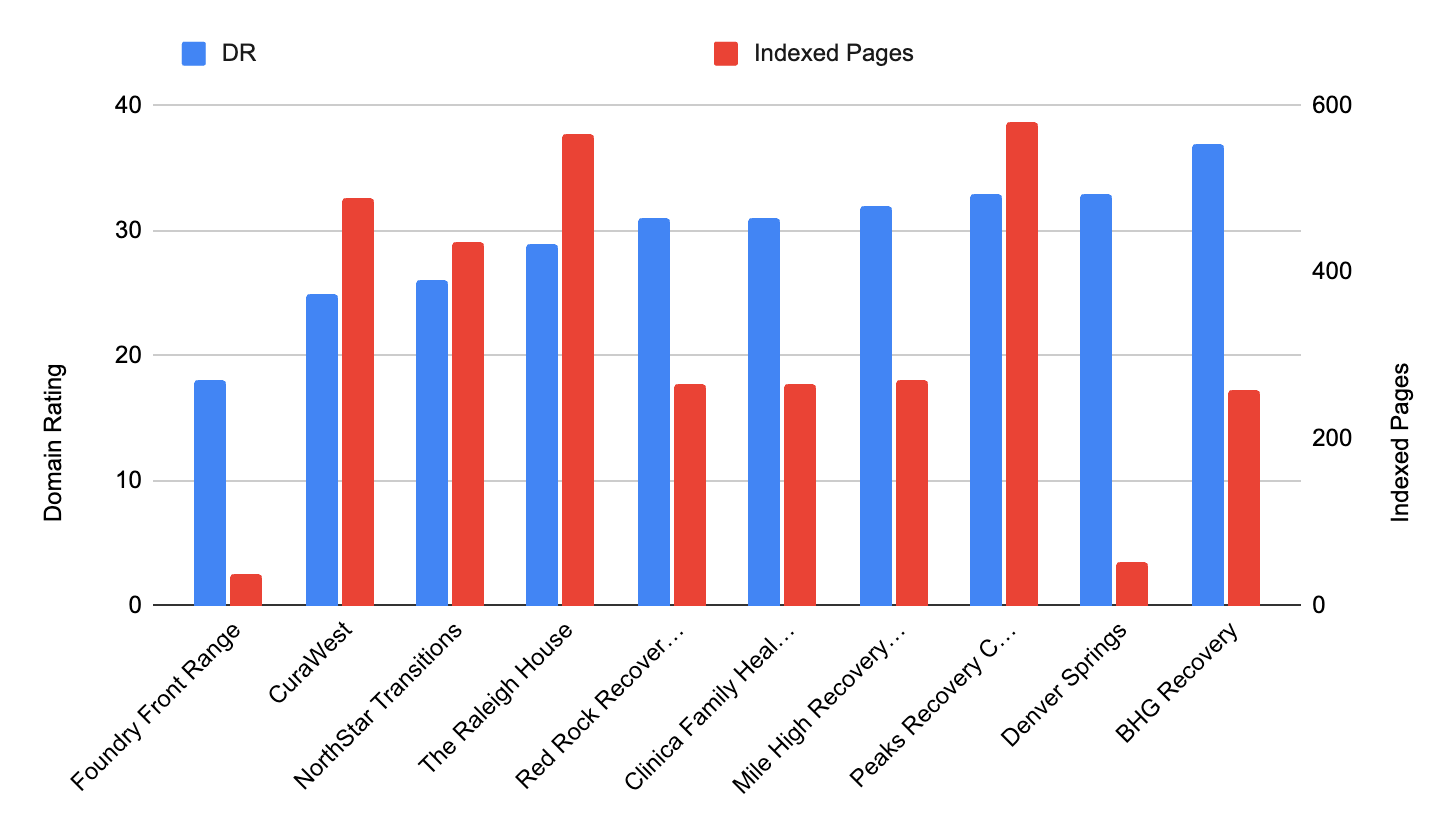 DR
Indexed Pages
40
30
20
10
0
600
400
200
0
Domain Rating
Indexed Pages
Foundry Front Range
CuraWest
NorthStar Transitions
The Raleigh House
Red Rock Recover...
Clinica Family Heal...
Mile High Recovery...
Peaks Recovery C...
Denver Springs
BHG Recovery